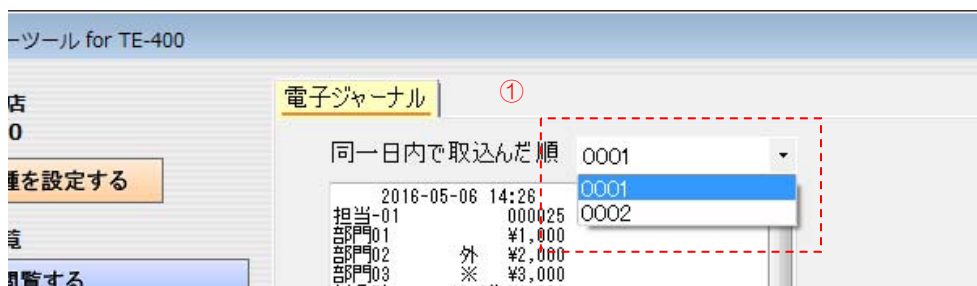 ーツール for TE-400
店
0
種を設定する
覧
閲覧する
電子ジャーナル
①
同一日内で取込んだ順 0001
0001
0002
2016-05-06 14:26
担当-01 000025
部門01 ¥1,000
部門02 外 ¥2,000
部門03 ※ ¥3,000